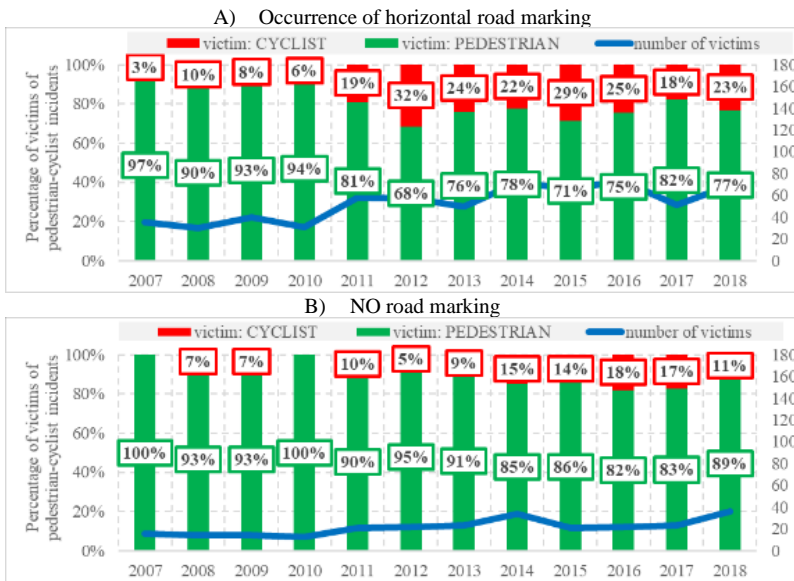 A) Occurrence of horizontal road marking
victim: CYCLIST victim: PEDESTRIAN number of victims
Percentage of victims of
pedestrian-cyclist incidents
100% 180
80% 160
60% 140
40% 120
20% 100
0% 80
60
40
20
0
3% 10% 8% 6% 19% 32% 24% 22% 29% 25% 18% 23%
97% 90% 93% 94% 81% 68% 76% 78% 71% 75% 82% 77%
2007 2008 2009 2010 2011 2012 2013 2014 2015 2016 2017 2018
B) NO road marking
victim: CYCLIST victim: PEDESTRIAN number of victims
Percentage of victims of
pedestrian-cyclist incidents
100% 180
80% 160
60% 140
40% 120
20% 100
0% 80
60
40
20
0
7% 7% 10% 5% 9% 15% 14% 18% 17% 11%
100% 93% 93% 100% 90% 95% 91% 85% 86% 82% 83% 89%
2007 2008 2009 2010 2011 2012 2013 2014 2015 2016 2017 2018